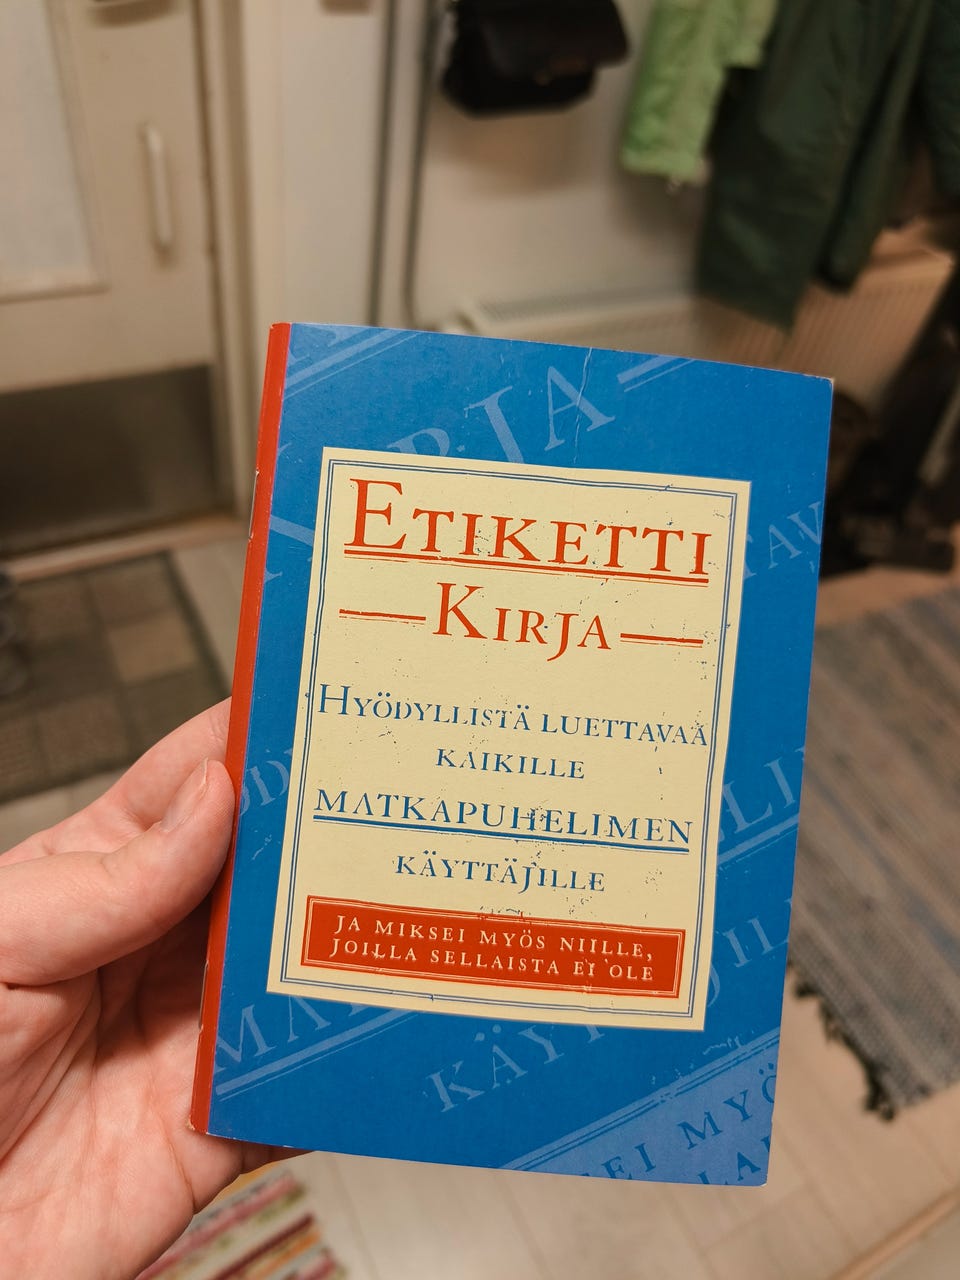 ETIKETTI
KIRJA
HYÖDYLLISTÄ LUETTAVAA
KAIKILLE
MATKAPUHELIMEN
KÄYTTÄJILLE
JA MIKSEI MYÖS NIILLE,
JOILLA SELLAISTA EI OLE